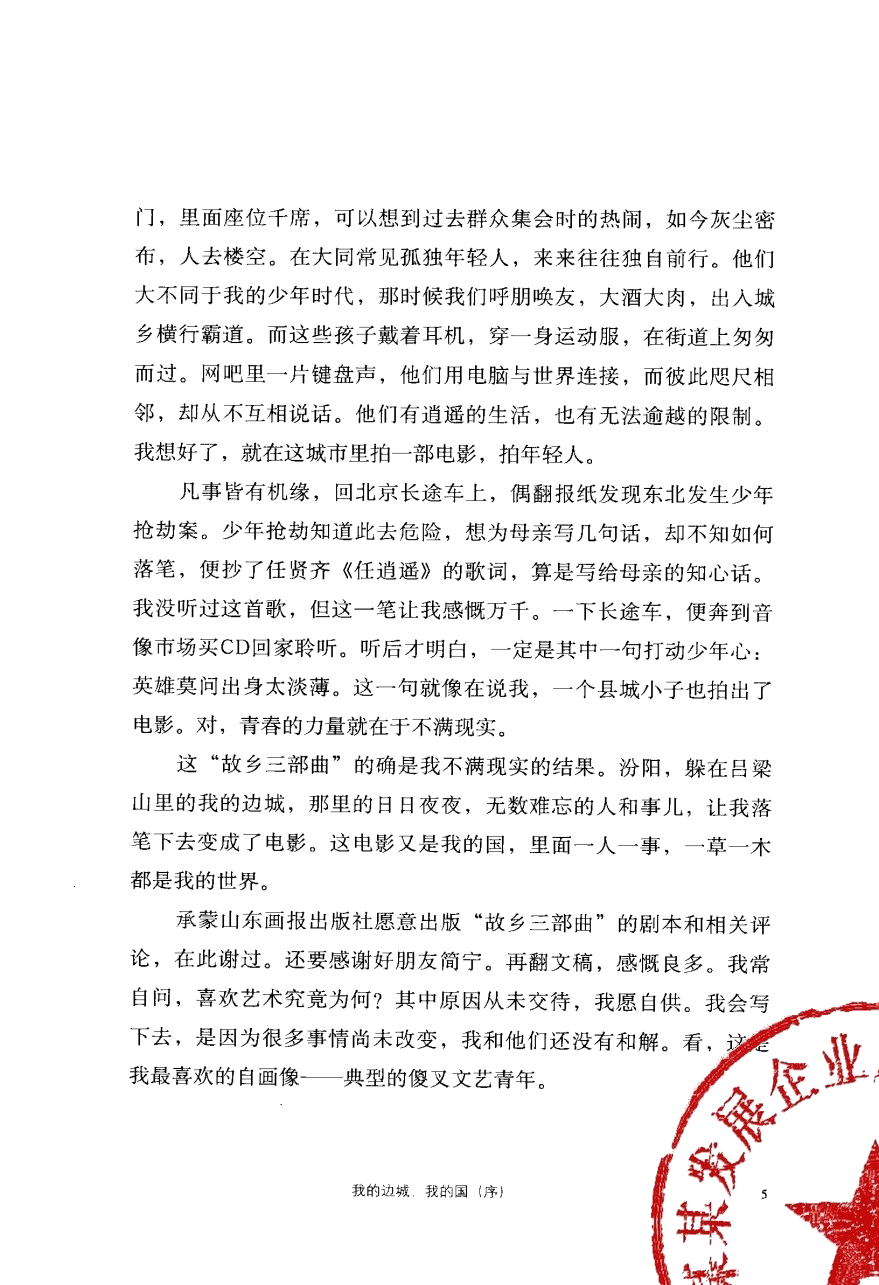 门，里面座位千席，可以想到过去群众集会时的热闹，如今灰尘密
布，人去楼空。在大同常见孤独年轻人，来来往往独自前行。他们
大不同于我的少年时代，那时候我们呼朋唤友，大酒大肉，出入城
乡横行霸道。而这些孩子戴着耳机，穿一身运动服，在街道上匆匆
而过。网吧里一片键盘声，他们用电脑与世界连接，而彼此咫尺相
邻，却从不互相说话。他们有逍遥的生活，也有无法逾越的限制。
我想好了，就在这城市里拍一部电影，拍年轻人。
凡事皆有机缘，回北京长途车上，偶翻报纸发现东北发生少年
抢劫案。少年抢劫知道此去危险，想为母亲写几句话，却不知如何
落笔，便抄了任贤齐《任逍遥》的歌词，算是写给母亲的知心话。
我没听过这首歌，但这一笔让我感慨万千。一下长途车，便奔到音
像市场买CD回家聆听。听后才明白，一定是其中一句打动少年心：
英雄莫问出身太淡薄。这一句就像在说我，一个县城小子也拍出了
电影。对，青春的力量就在于不满现实。
这“故乡三部曲”的确是我不满现实的结果。汾阳，躲在吕梁
山里的我的边城，那里的日日夜夜，无数难忘的人和事儿，让我落
笔下去变成了电影。这电影又是我的国，里面一人一事，一草一木
都是我的世界。
承蒙山东画报出版社愿意出版“故乡三部曲”的剧本和相关评
论，在此谢过。还要感谢好朋友简宁。再翻文稿，感慨良多。我常
自问，喜欢艺术究竟为何？其中原因从未交待，我愿自供。我会写
下去，是因为很多事情尚未改变，我和他们还没有和解。看，这是
我最喜欢的自画像——典型的傻叉文艺青年。
某发展企业
我的边城，我的国（序）
5